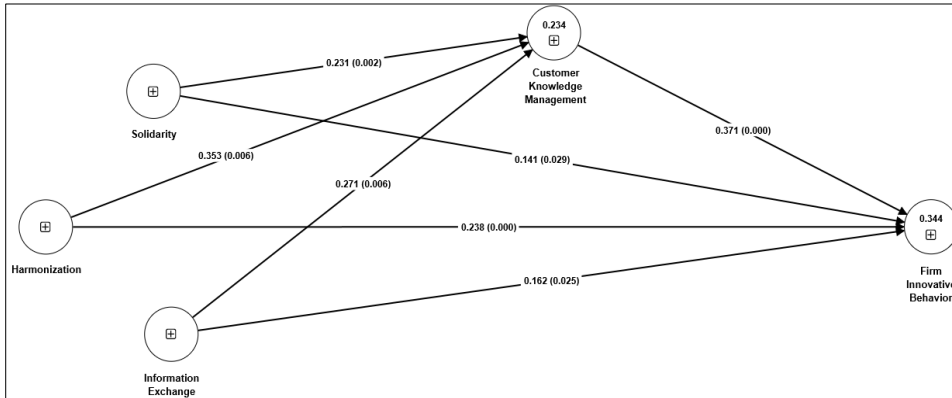 0.234
Customer
Knowledge
Management
0.231 (0.002)
Solidarity
0.371 (0.000)
0.353 (0.006)
0.141 (0.029)
0.271 (0.006)
0.344
0.238 (0.000)
Harmonization
Firm
Innovative
Behavior
0.162 (0.025)
Information
Exchange